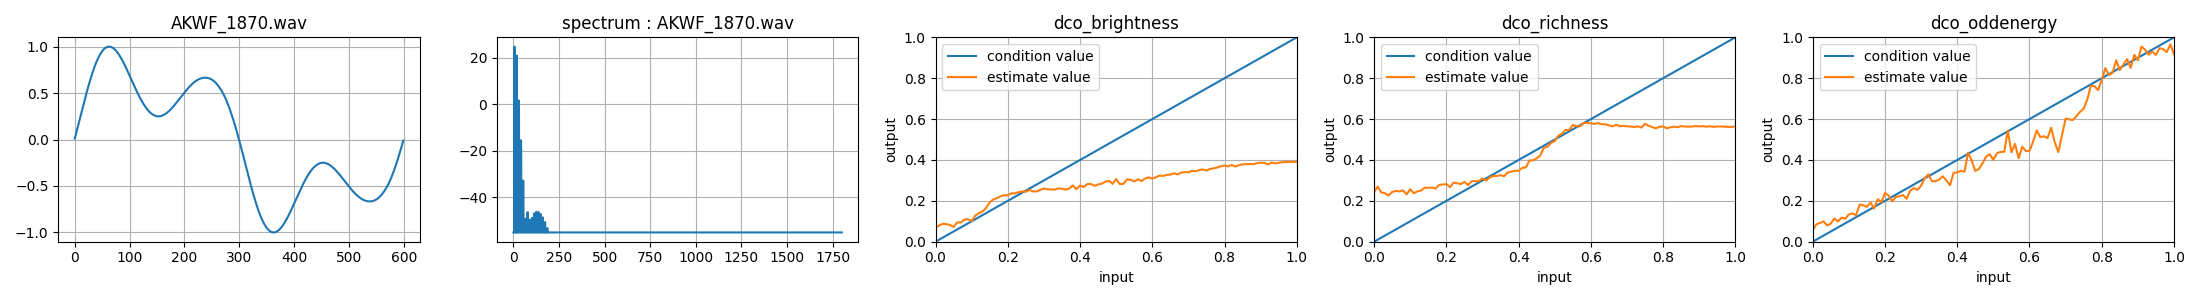 AKWF_1870.wav
1.0
0.5
0.0
−0.5
−1.0
0 100 200 300 400 500 600
spectrum : AKWF_1870.wav
20
0
−20
−40
0 250 500 750 1000 1250 1500 1750
dco_brightness
condition value
estimate value
output
1.0
0.8
0.6
0.4
0.2
0.0
0.0 0.2 0.4 0.6 0.8 1.0
input
dco_richness
condition value
estimate value
output
1.0
0.8
0.6
0.4
0.2
0.0
0.0 0.2 0.4 0.6 0.8 1.0
input
dco_oddenergy
condition value
estimate value
output
1.0
0.8
0.6
0.4
0.2
0.0
0.0 0.2 0.4 0.6 0.8 1.0
input